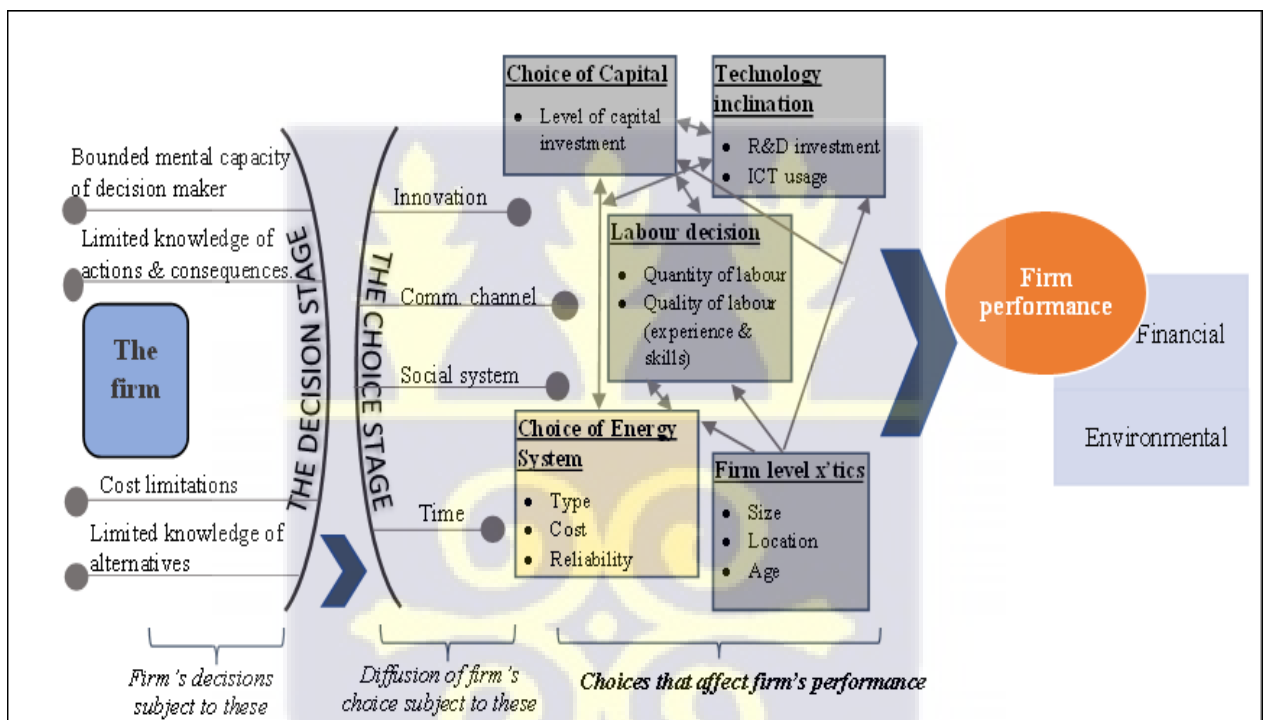 Bounded mental capacity
of decision maker
Limited knowledge of
actions & consequences.
The
firm
Cost limitations
Limited knowledge of
alternatives
THE DECISION STAGE
THE CHOICE STAGE
Innovation
Comm. channel
Social system
Time
Choice of Capital
• Level of capital
investment
Technology
inclination
• R&D investment
• ICT usage
Labour decision
• Quantity of labour
• Quality of labour
(experience &
skills)
Choice of Energy
System
• Type
• Cost
• Reliability
Firm level x'tics
• Size
• Location
• Age
Firm
performance
Financial
Environmental
Firm's decisions
subject to these
Diffusion of firm's
choice subject to these
Choices that affect firm's performance